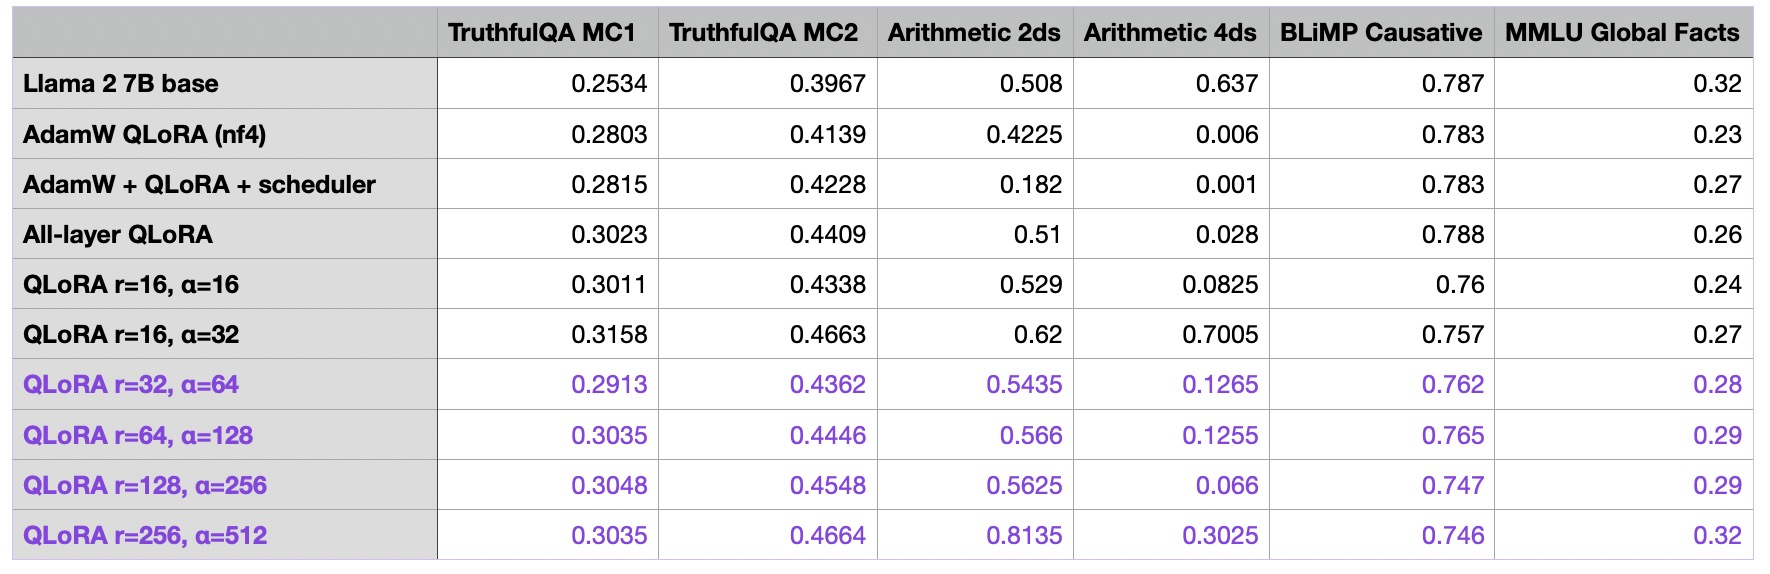 TruthfulQA MC1 TruthfulQA MC2 Arithmetic 2ds Arithmetic 4ds BLiMP Causative MMLU Global Facts
Llama 2 7B base 0.2534 0.3967 0.508 0.637 0.787 0.32
AdamW QLoRA (nf4) 0.2803 0.4139 0.4225 0.006 0.783 0.23
AdamW + QLoRA + scheduler 0.2815 0.4228 0.182 0.001 0.783 0.27
All-layer QLoRA 0.3023 0.4409 0.51 0.028 0.788 0.26
QLoRA r=16, α=16 0.3011 0.4338 0.529 0.0825 0.76 0.24
QLoRA r=16, α=32 0.3158 0.4663 0.62 0.7005 0.757 0.27
QLoRA r=32, α=64 0.2913 0.4362 0.5435 0.1265 0.762 0.28
QLoRA r=64, α=128 0.3035 0.4446 0.566 0.1255 0.765 0.29
QLoRA r=128, α=256 0.3048 0.4548 0.5625 0.066 0.747 0.29
QLoRA r=256, α=512 0.3035 0.4664 0.8135 0.3025 0.746 0.32